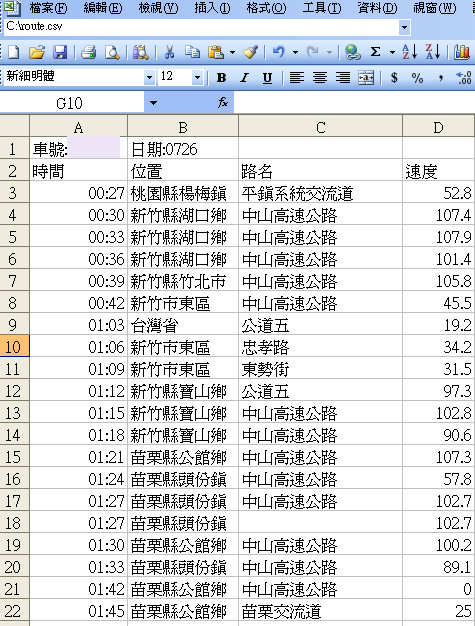 檔案(F) 編輯(E) 檢視(V) 插入(I) 格式(O) 工具(T) 資料(D) 視窗(W)
C:\route.csv
新細明體 12 B I U $ % ,
G10 fx
A B C D
1 車號: 日期:0726
2 時間 位置 路名 速度
3 00:27 桃園縣楊梅鎮 平鎮系統交流道 52.8
4 00:30 新竹縣湖口鄉 中山高速公路 107.4
5 00:33 新竹縣湖口鄉 中山高速公路 107.9
6 00:36 新竹縣湖口鄉 中山高速公路 101.4
7 00:39 新竹縣竹北市 中山高速公路 105.8
8 00:42 新竹市東區 中山高速公路 45.5
9 01:03 台灣省 公道五 19.2
10 01:06 新竹市東區 忠孝路 34.2
11 01:09 新竹市東區 東勢街 31.5
12 01:12 新竹縣寶山鄉 公道五 97.3
13 01:15 新竹縣寶山鄉 中山高速公路 102.8
14 01:18 新竹縣寶山鄉 中山高速公路 90.6
15 01:21 苗栗縣公館鄉 中山高速公路 107.3
16 01:24 苗栗縣頭份鎮 中山高速公路 57.8
17 01:27 苗栗縣頭份鎮 中山高速公路 102.7
18 01:27 苗栗縣頭份鎮 102.7
19 01:30 苗栗縣公館鄉 中山高速公路 100.2
20 01:33 苗栗縣頭份鎮 中山高速公路 89.1
21 01:42 苗栗縣公館鄉 中山高速公路 0
22 01:45 苗栗縣公館鄉 苗栗交流道 25